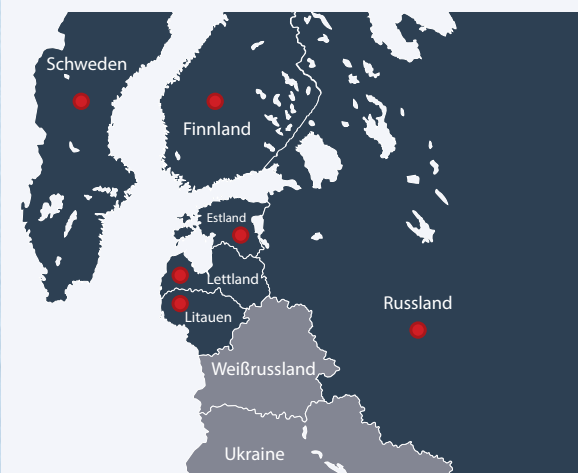 Schweden
Finnland
Estland
Lettland
Litauen
Russland
Weißrussland
Ukraine